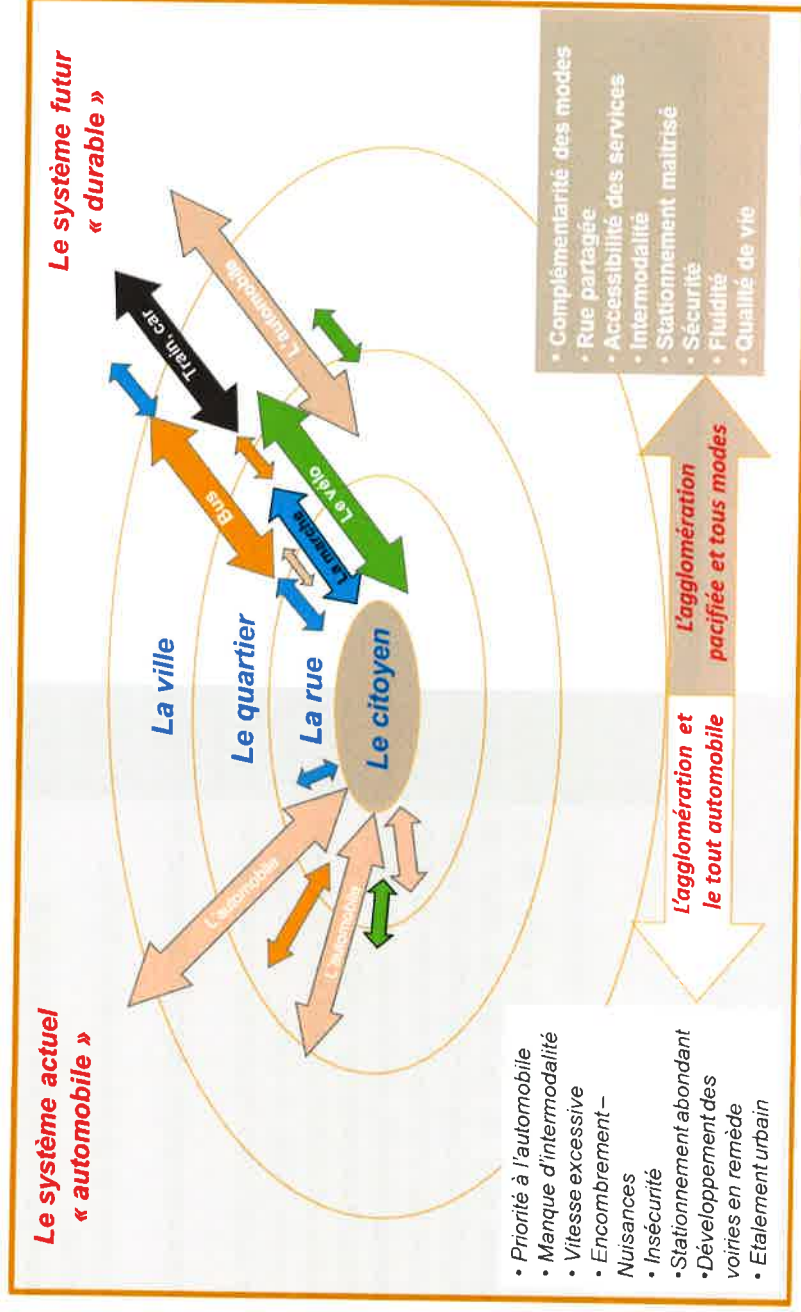 Le système actuel
« automobile »
Le système futur
« durable »
La ville
Le quartier
La rue
Le citoyen
L'automobile
L'automobile
Bus
Train, car
La marche
Le vélo
L'automobile
• Priorité à l'automobile
• Manque d'intermodalité
• Vitesse excessive
• Encombrement –
Nuisances
• Insécurité
•Stationnement abondant
•Développement des
voiries en remède
• Etalement urbain
L'agglomération et
le tout automobile
L'agglomération
pacifiée et tous modes
• Complémentarité des modes
• Rue partagée
• Accessibilité des services
• Intermodalité
• Stationnement maîtrisé
• Sécurité
• Fluidité
• Qualité de vie